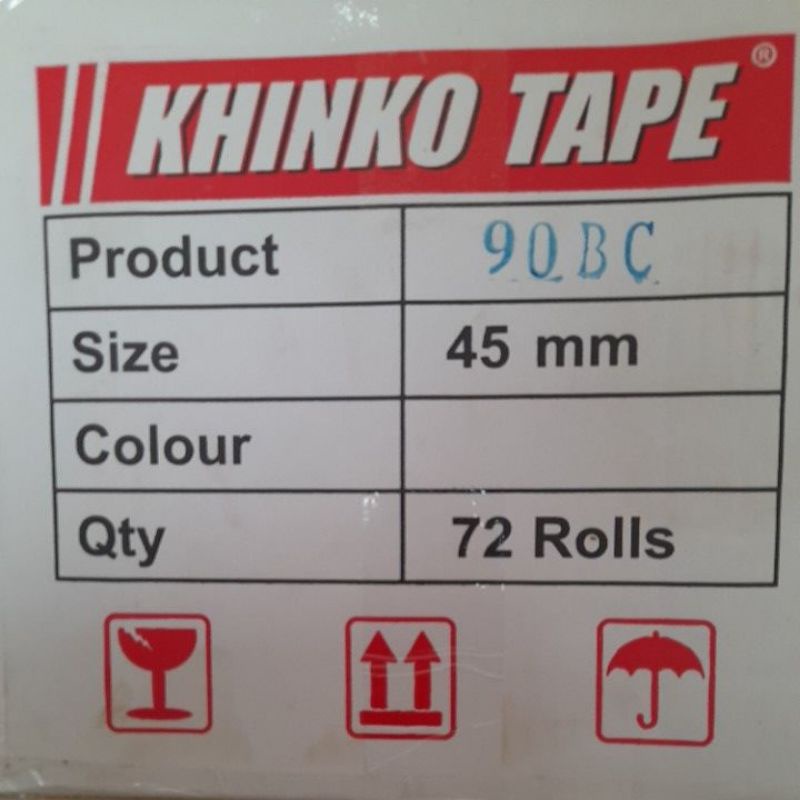 KHINKO TAPE ®
Product 90BC
Size 45 mm
Colour
Qty 72 Rolls